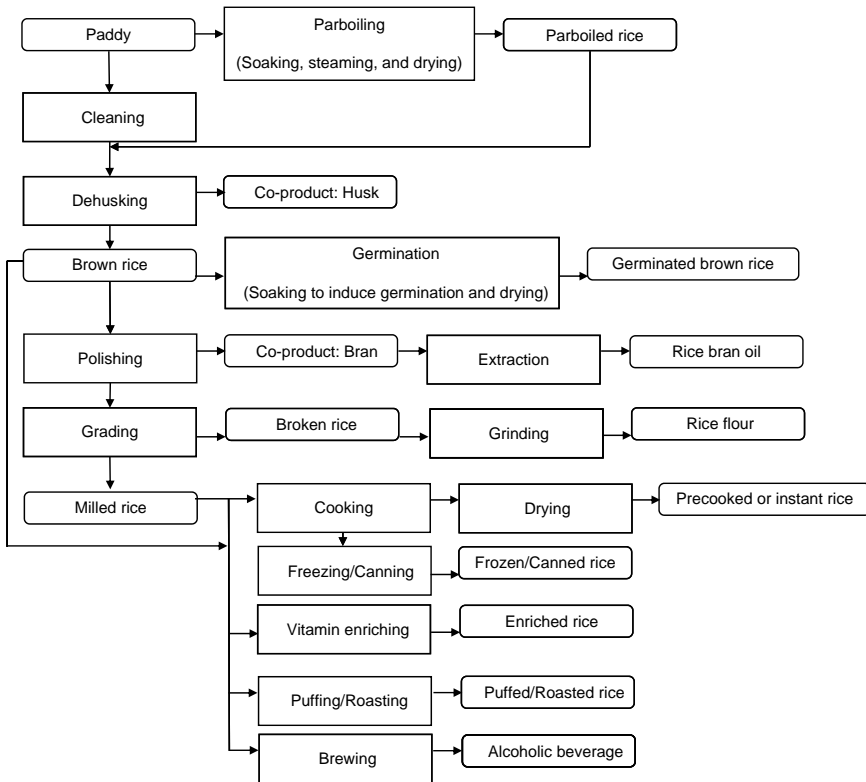 Paddy
Parboiling
(Soaking, steaming, and drying)
Parboiled rice
Cleaning
Dehusking
Co-product: Husk
Brown rice
Germination
(Soaking to induce germination and drying)
Germinated brown rice
Polishing
Co-product: Bran
Extraction
Rice bran oil
Grading
Broken rice
Grinding
Rice flour
Milled rice
Cooking
Drying
Precooked or instant rice
Freezing/Canning
Frozen/Canned rice
Vitamin enriching
Enriched rice
Puffing/Roasting
Puffed/Roasted rice
Brewing
Alcoholic beverage